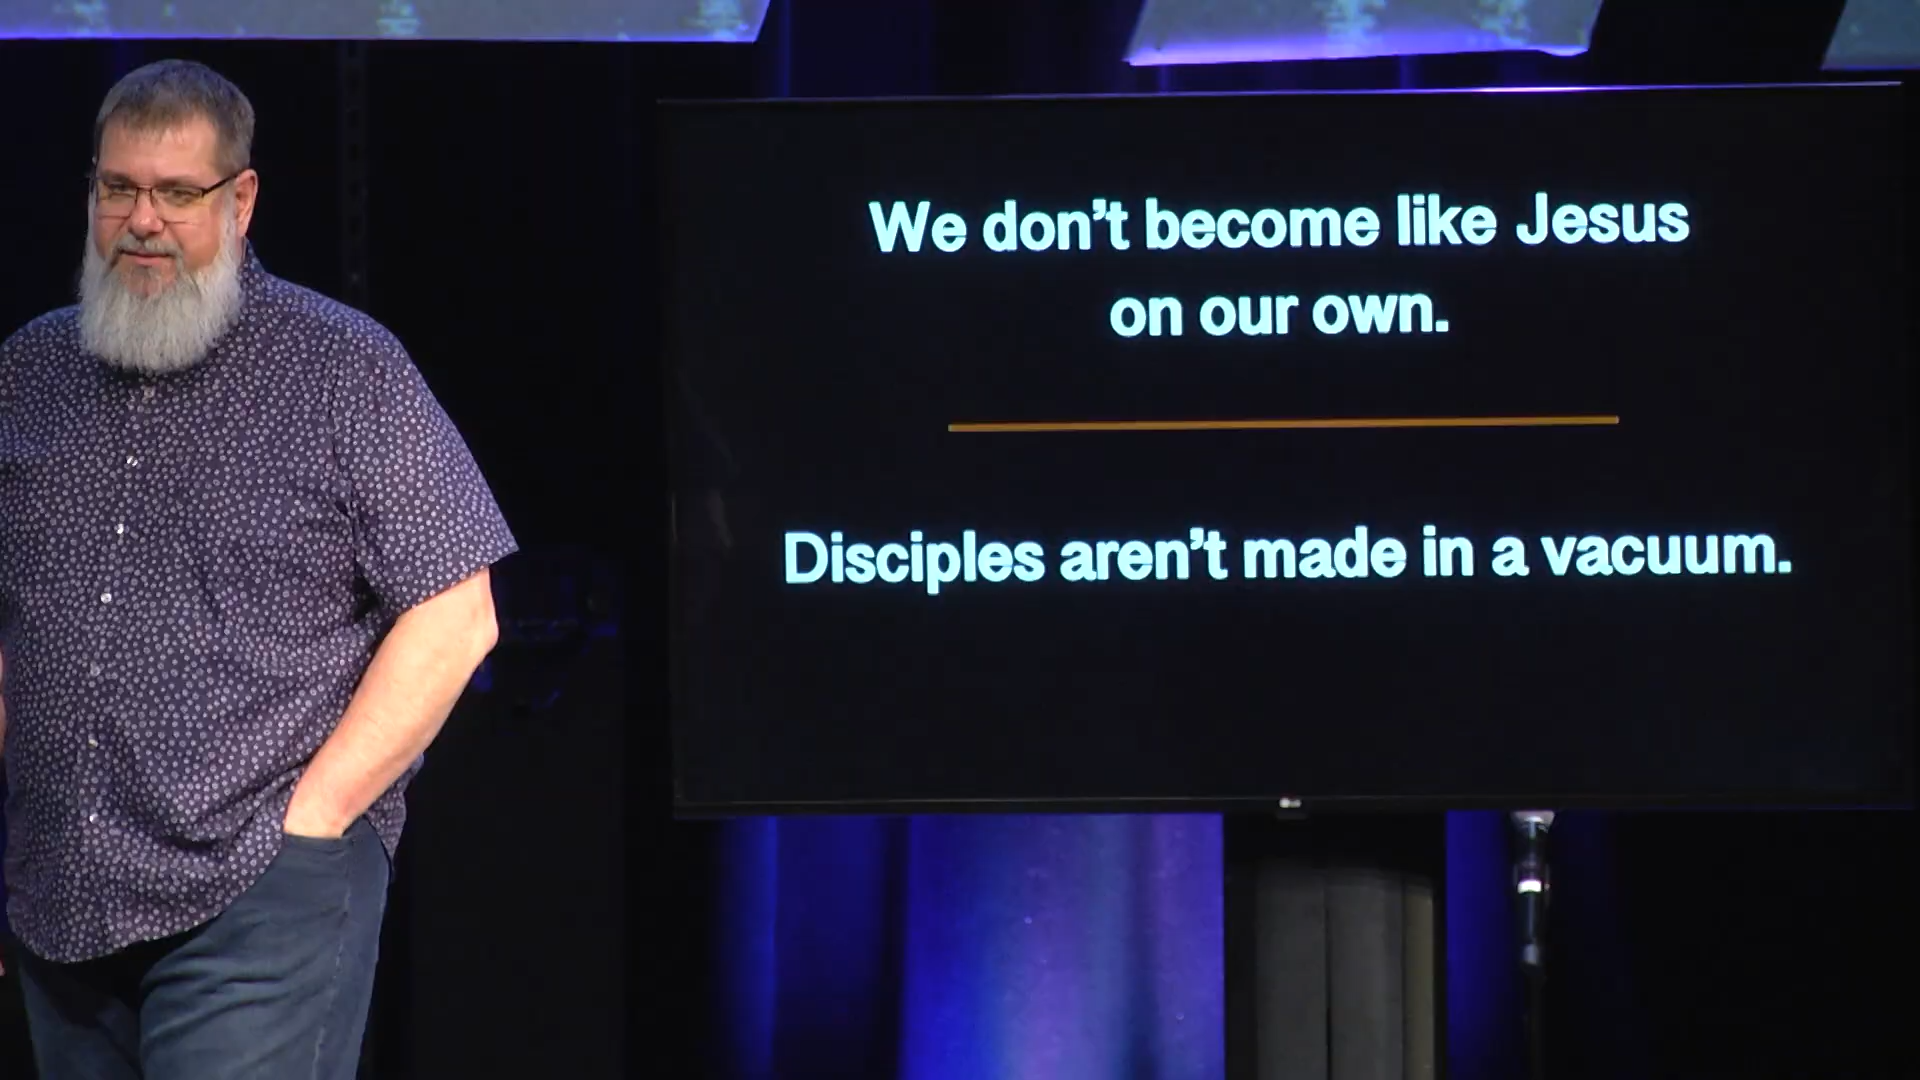 We don’t become like Jesus
on our own.
Disciples aren’t made in a vacuum.